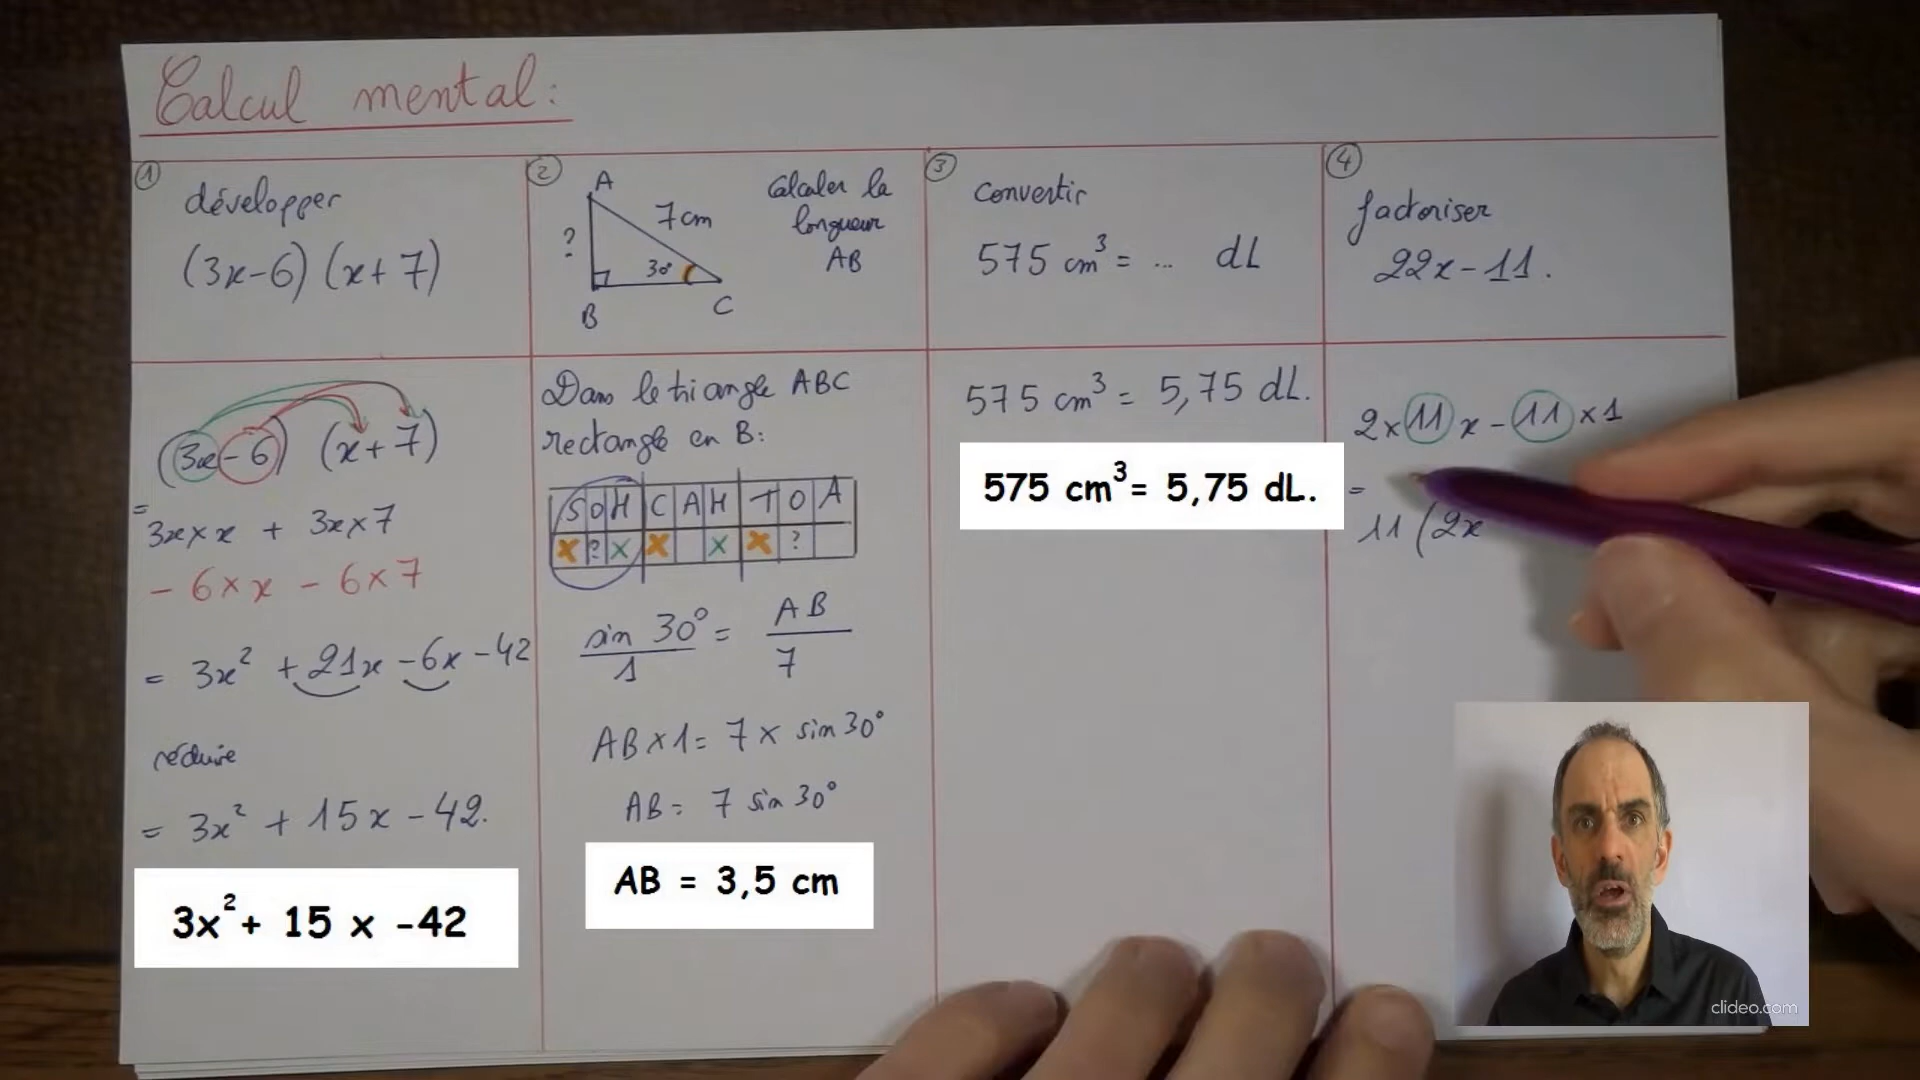 Calcul mental:
①
développer
(3x-6) (x+7)
②
A
7cm
?
30°
B
C
Calculer la
longueur
AB
③
convertir
575 cm³ = ... dL
④
factoriser
22x-11.
(3x-6) (x+7)
=
3x×x + 3x×7
- 6×x - 6×7
= 3x² +21x -6x -42
réduire
= 3x² + 15x -42.
3x²+ 15 x -42
Dans le triangle ABC
rectangle en B:
S O H C A H T O A
x ? x x x x ?
sin 30° = AB
1 7
AB×1= 7 × sin 30°
AB= 7 sin 30°
AB = 3,5 cm
575 cm³ = 5,75 dL.
575 cm³= 5,75 dL.
2×11x-11×1
=
11 (2x
clideo.com